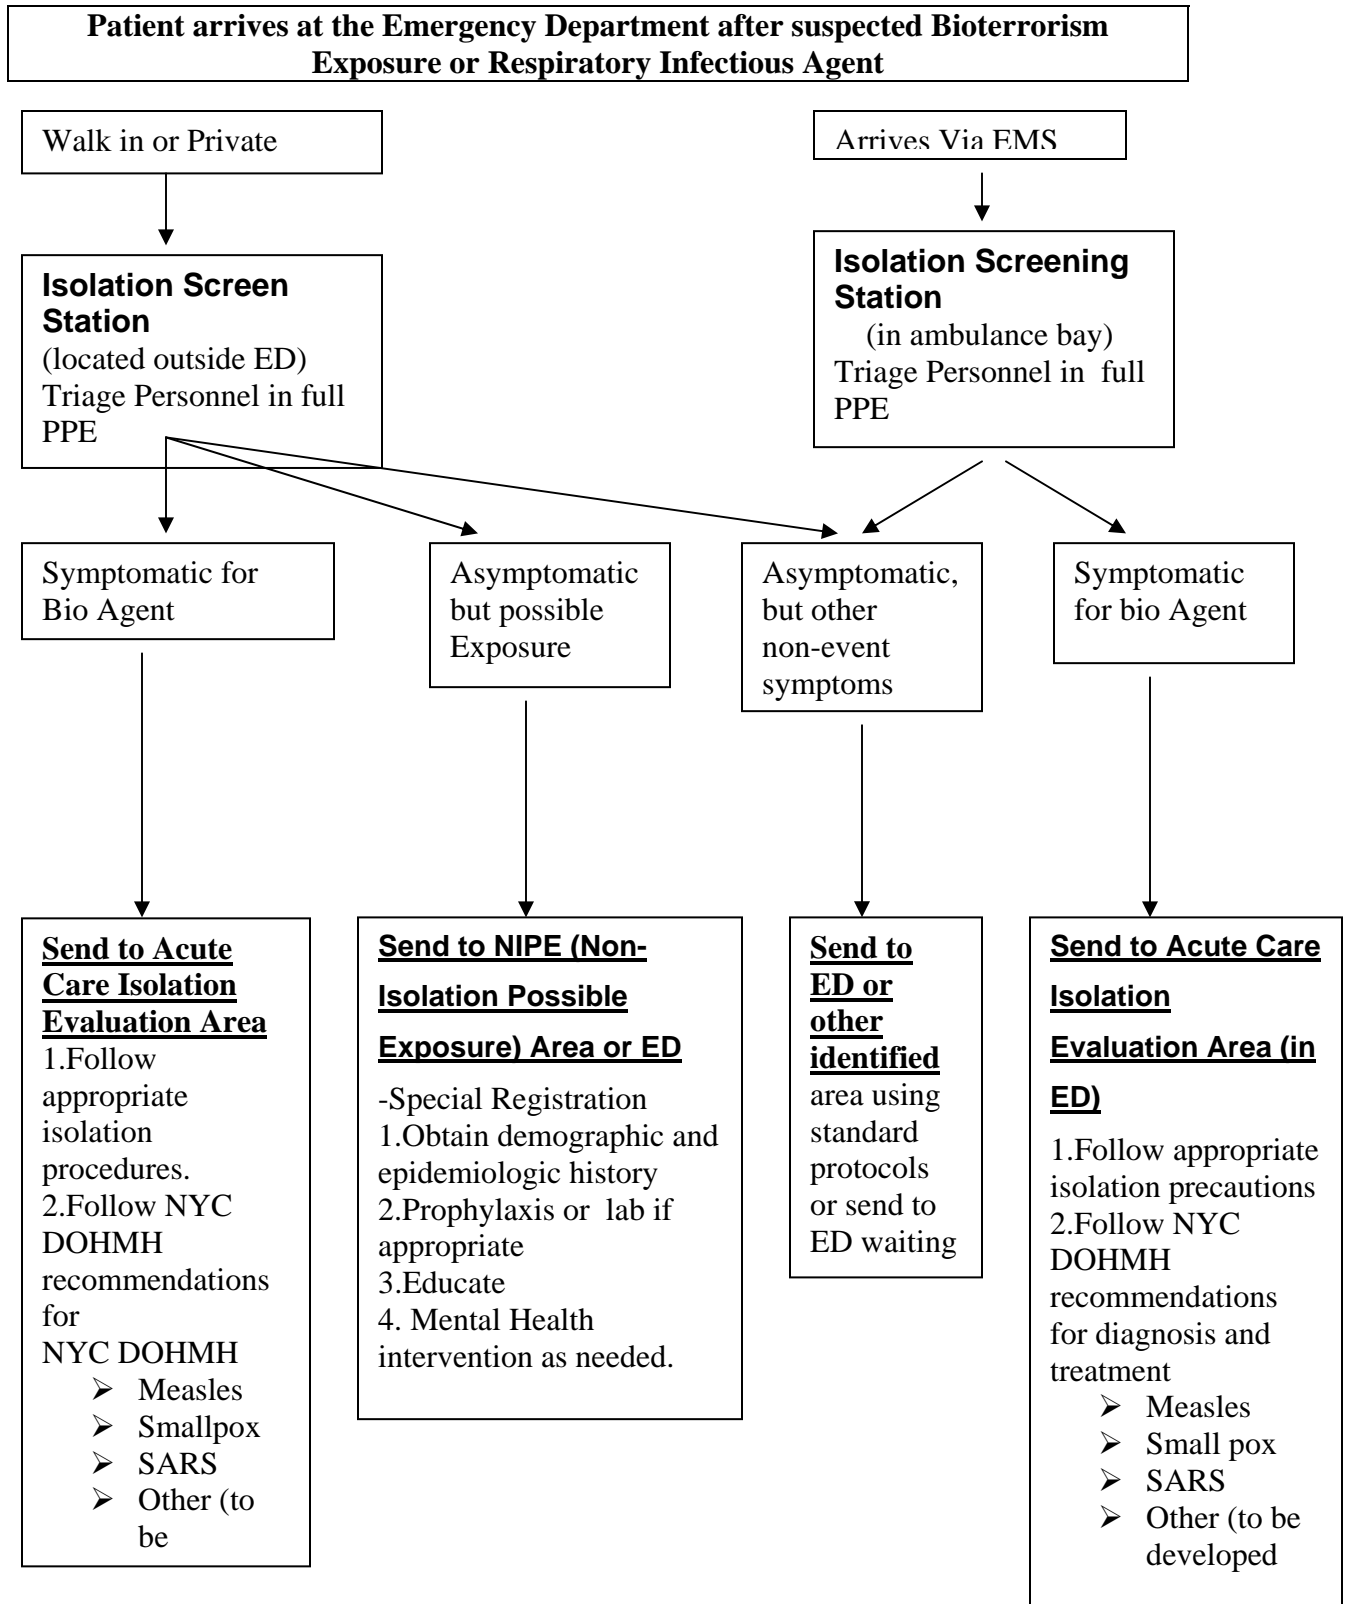 Patient arrives at the Emergency Department after suspected Bioterrorism
Exposure or Respiratory Infectious Agent
Walk in or Private
Arrives Via EMS
Isolation Screen
Station
(located outside ED)
Triage Personnel in full
PPE
Isolation Screening
Station
(in ambulance bay)
Triage Personnel in full
PPE
Symptomatic for
Bio Agent
Asymptomatic
but possible
Exposure
Asymptomatic,
but other
non-event
symptoms
Symptomatic
for bio Agent
Send to Acute
Care Isolation
Evaluation Area
1.Follow
appropriate
isolation
procedures.
2.Follow NYC
DOHMH
recommendations
for
NYC DOHMH
➢ Measles
➢ Smallpox
➢ SARS
➢ Other (to
be
Send to NIPE (Non-
Isolation Possible
Exposure) Area or ED
-Special Registration
1.Obtain demographic and
epidemiologic history
2.Prophylaxis or lab if
appropriate
3.Educate
4. Mental Health
intervention as needed.
Send to
ED or
other
identified
area using
standard
protocols
or send to
ED waiting
Send to Acute Care
Isolation
Evaluation Area (in
ED)
1.Follow appropriate
isolation precautions
2.Follow NYC
DOHMH
recommendations
for diagnosis and
treatment
➢ Measles
➢ Small pox
➢ SARS
➢ Other (to be
developed